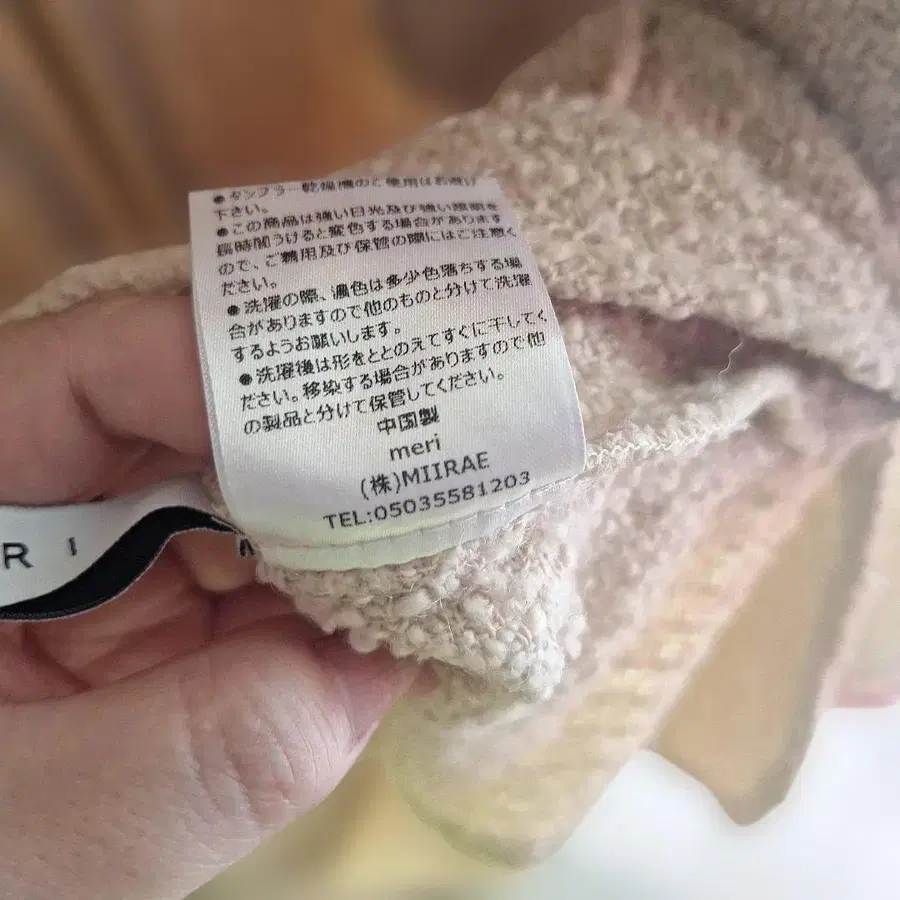 ●タンブラー乾燥機のご使用はお避け
下さい。
●この商品は強い日光及び強い照明を
長時間うけると変色する場合があります
ので、ご着用及び保管の際にはご注意く
ださい。
●洗濯の際、濃色は多少色落ちする場
合がありますので他のものと分けて洗濯
するようお願いします。
●洗濯後は形をととのえてすぐに干してく
ださい。移染する場合がありますので他
の製品と分けて保管してください。
中国製
meri
(株)MIIRAE
TEL:05035581203
R I